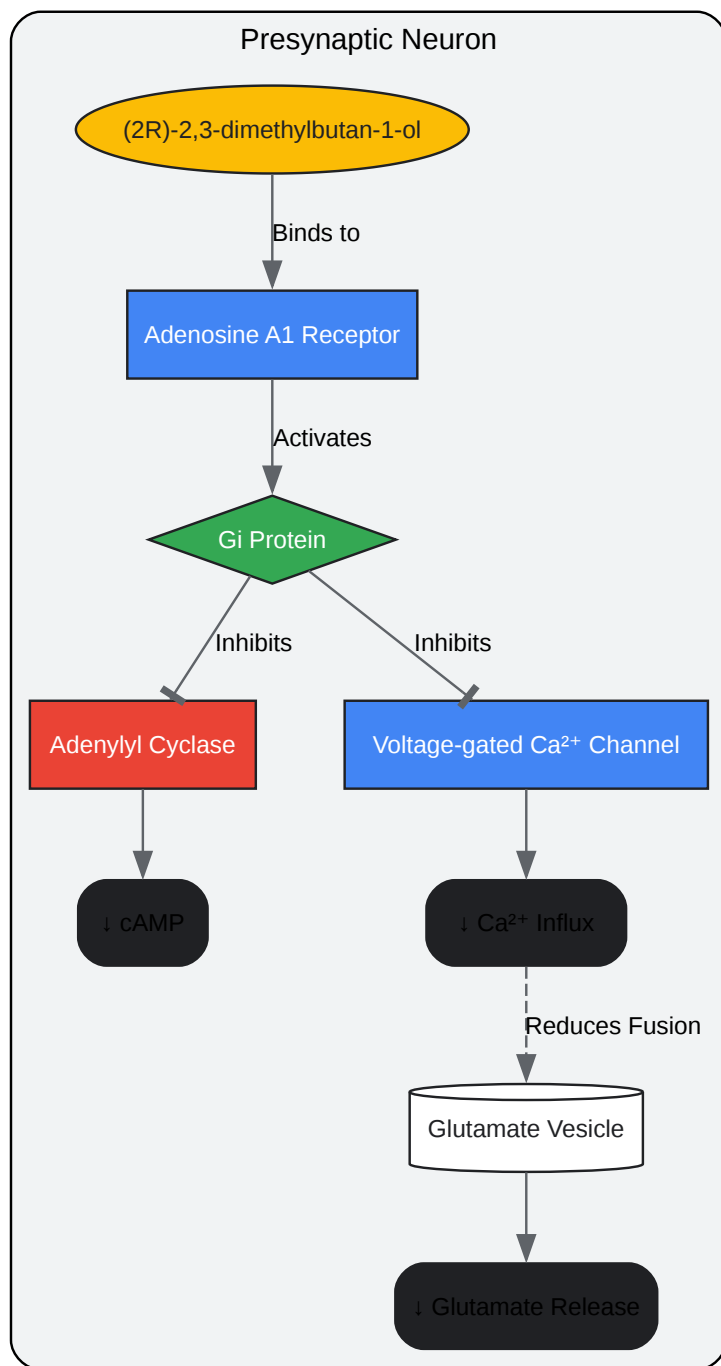 Presynaptic Neuron
(2R)-2,3-dimethylbutan-1-ol
Binds to
Adenosine A1 Receptor
Activates
Gi Protein
Inhibits
Inhibits
Adenylyl Cyclase
Voltage-gated Ca²⁺ Channel
↓ cAMP
↓ Ca²⁺ Influx
Reduces Fusion
Glutamate Vesicle
↓ Glutamate Release